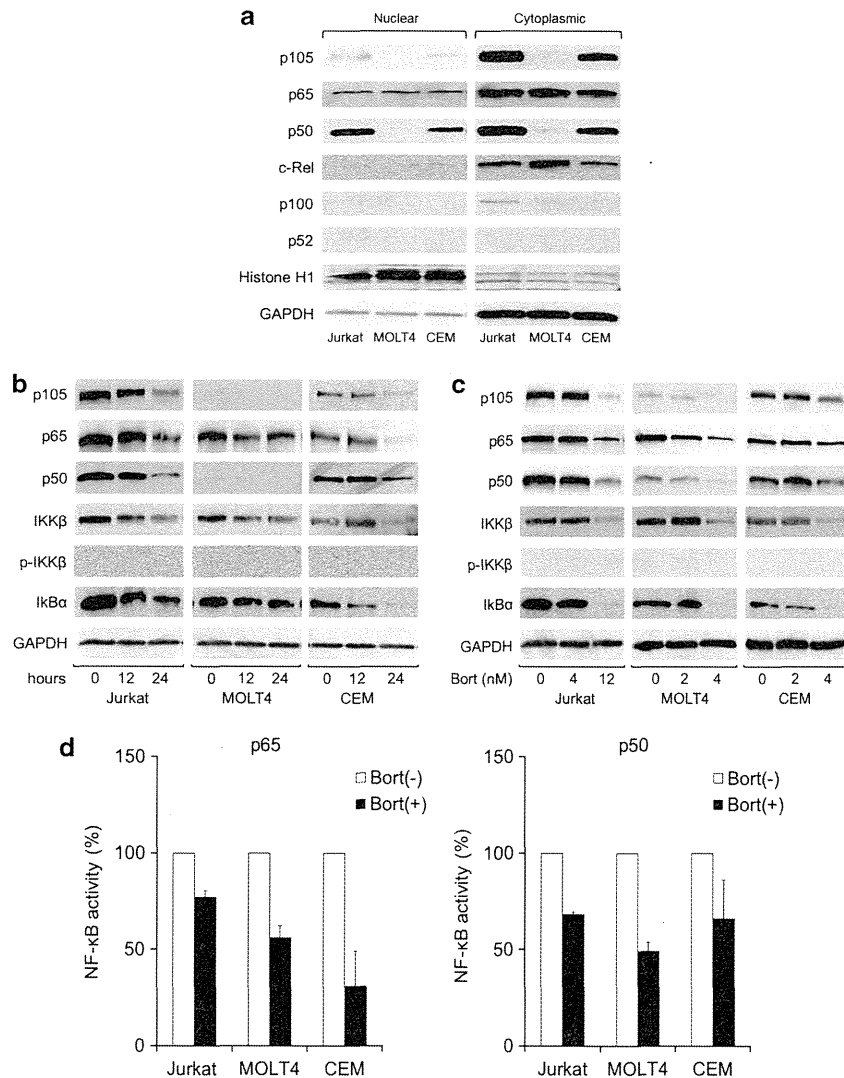 a
Nuclear Cytoplasmic
p105
p65
p50
c-Rel
p100
p52
Histone H1
GAPDH
Jurkat MOLT4 CEM Jurkat MOLT4 CEM
b
p105
p65
p50
IKKβ
p-IKKβ
IkBα
GAPDH
hours 0 12 24 0 12 24 0 12 24
Jurkat MOLT4 CEM
c
p105
p65
p50
IKKβ
p-IKKβ
IkBα
GAPDH
Bort (nM) 0 4 12 0 2 4 0 2 4
Jurkat MOLT4 CEM
d
p65
NF-κB activity (%)
150
100
50
0
Bort(-)
Bort(+)
Jurkat MOLT4 CEM
p50
NF-κB activity (%)
150
100
50
0
Bort(-)
Bort(+)
Jurkat MOLT4 CEM